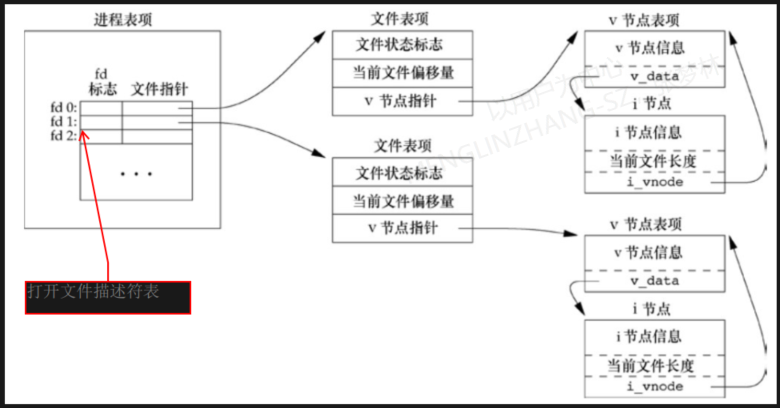 进程表项
fd
标志
文件指针
fd 0:
fd 1:
fd 2:
• • •
打开文件描述符表
文件表项
文件状态标志
当前文件偏移量
v 节点指针
文件表项
文件状态标志
当前文件偏移量
v 节点指针
v 节点表项
v 节点信息
v_data
i 节点
i 节点信息
当前文件长度
i_vnode
v 节点表项
v 节点信息
v_data
i 节点
i 节点信息
当前文件长度
i_vnode
以用户为中心